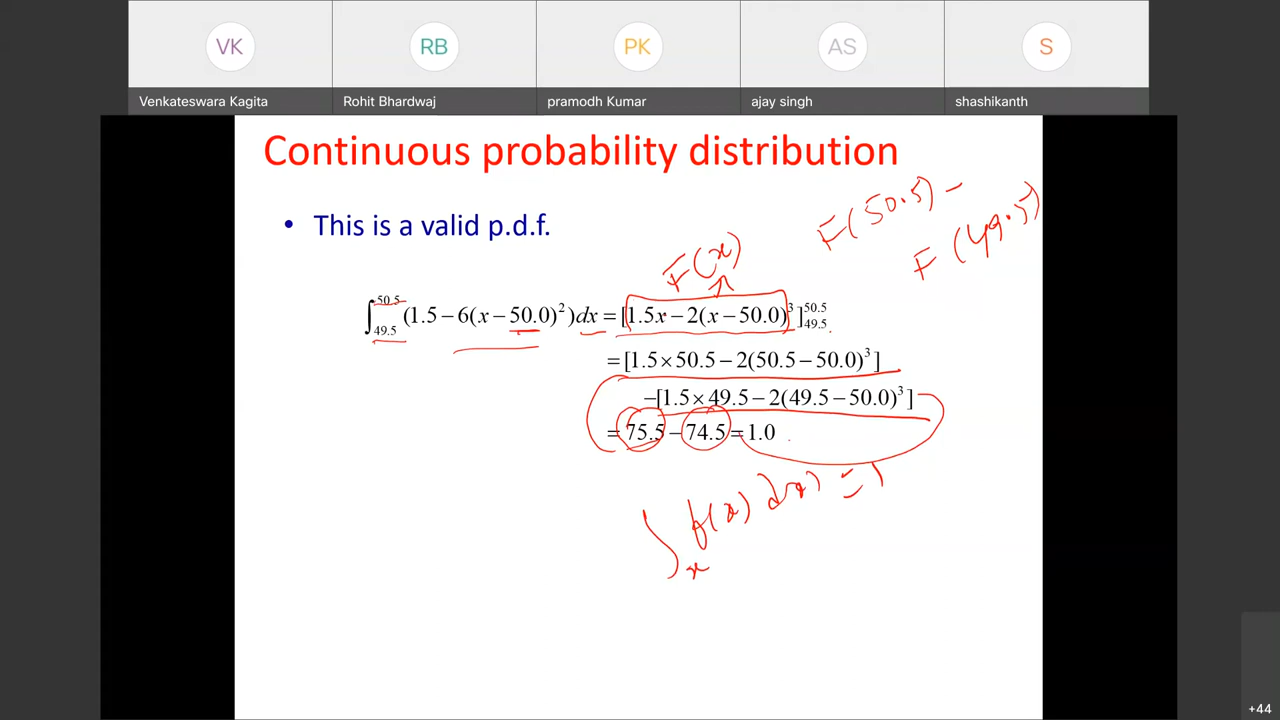 VK RB PK AS S
Venkateswara Kagita Rohit Bhardwaj pramodh Kumar ajay singh shashikanth
Continuous probability distribution
F(50.5) –
• This is a valid p.d.f.
F(49.5)
F(x)
∫_{49.5}^{50.5} (1.5 − 6(x − 50.0)²)dx = [1.5x − 2(x − 50.0)³]_{49.5}^{50.5}
= [1.5 × 50.5 − 2(50.5 − 50.0)³]
−[1.5 × 49.5 − 2(49.5 − 50.0)³]
= 75.5 − 74.5 = 1.0
∫_x f(x) dx) = 1
+44